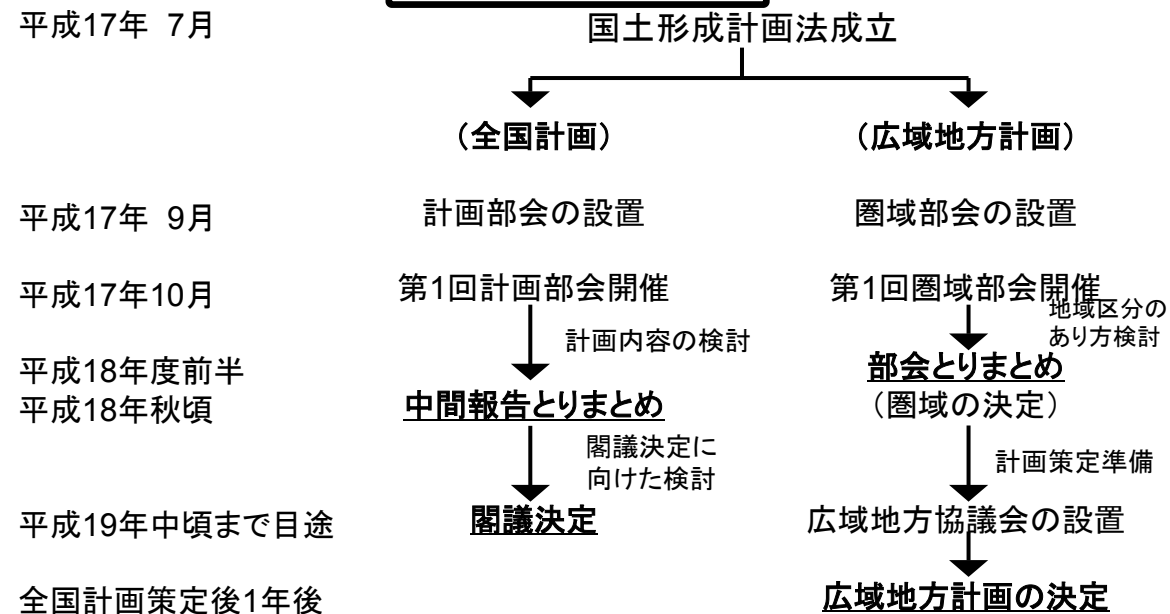 平成17年 7月
国土形成計画法成立
（全国計画）
（広域地方計画）
平成17年 9月
計画部会の設置
圏域部会の設置
平成17年10月
第1回計画部会開催
第1回圏域部会開催
計画内容の検討
地域区分の
あり方検討
平成18年度前半
部会とりまとめ
平成18年秋頃
中間報告とりまとめ
（圏域の決定）
閣議決定に
向けた検討
計画策定準備
平成19年中頃まで目途
閣議決定
広域地方協議会の設置
全国計画策定後1年後
広域地方計画の決定